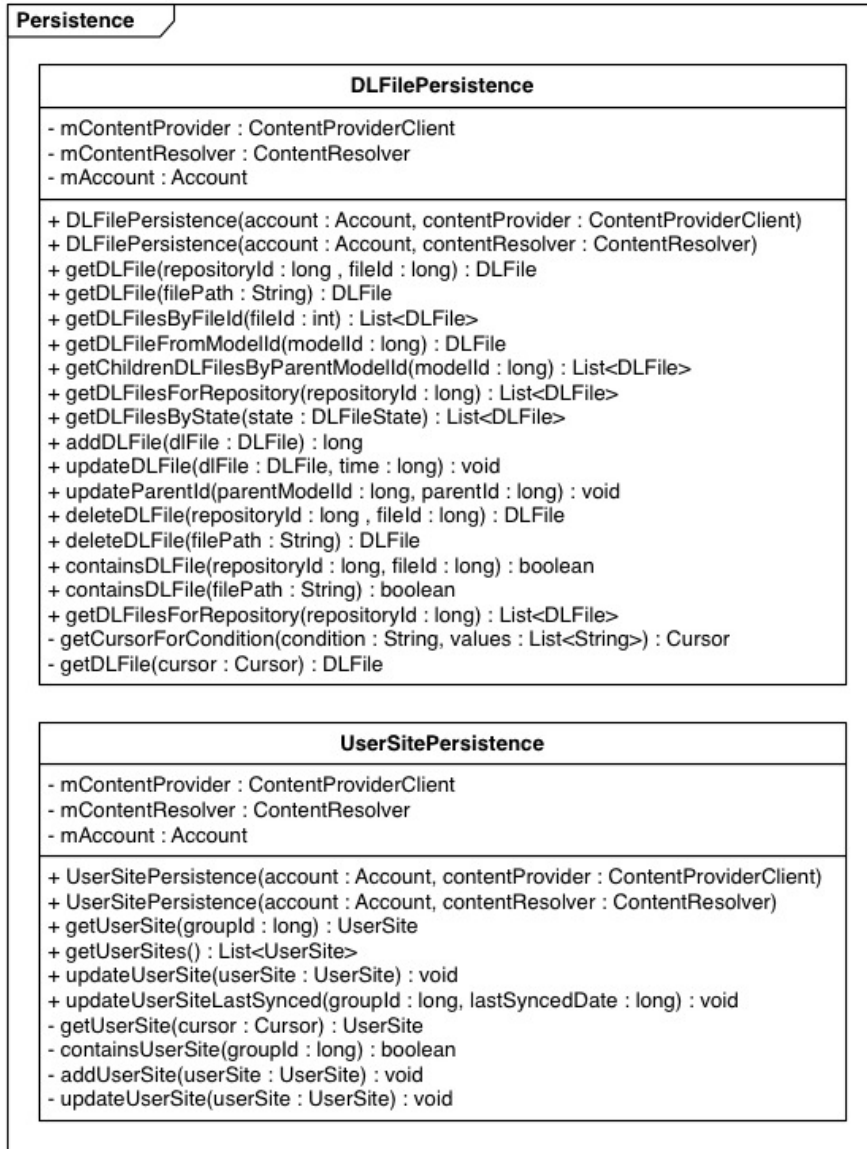 Persistence
DLFilePersistence
- mContentProvider : ContentProviderClient
- mContentResolver : ContentResolver
- mAccount : Account
+ DLFilePersistence(account : Account, contentProvider : ContentProviderClient)
+ DLFilePersistence(account : Account, contentResolver : ContentResolver)
+ getDLFile(repositoryId : long , fileId : long) : DLFile
+ getDLFile(filePath : String) : DLFile
+ getDLFilesByFileId(fileId : int) : List<DLFile>
+ getDLFileFromModelId(modelId : long) : DLFile
+ getChildrenDLFilesByParentModelId(modelId : long) : List<DLFile>
+ getDLFilesForRepository(repositoryId : long) : List<DLFile>
+ getDLFilesByState(state : DLFileState) : List<DLFile>
+ addDLFile(dlFile : DLFile) : long
+ updateDLFile(dlFile : DLFile, time : long) : void
+ updateParentId(parentModelId : long, parentId : long) : void
+ deleteDLFile(repositoryId : long , fileId : long) : DLFile
+ deleteDLFile(filePath : String) : DLFile
+ containsDLFile(repositoryId : long, fileId : long) : boolean
+ containsDLFile(filePath : String) : boolean
+ getDLFilesForRepository(repositoryId : long) : List<DLFile>
- getCursorForCondition(condition : String, values : List<String>) : Cursor
- getDLFile(cursor : Cursor) : DLFile
UserSitePersistence
- mContentProvider : ContentProviderClient
- mContentResolver : ContentResolver
- mAccount : Account
+ UserSitePersistence(account : Account, contentProvider : ContentProviderClient)
+ UserSitePersistence(account : Account, contentResolver : ContentResolver)
+ getUserSite(groupId : long) : UserSite
+ getUserSites() : List<UserSite>
+ updateUserSite(userSite : UserSite) : void
+ updateUserSiteLastSynced(groupId : long, lastSyncedDate : long) : void
- getUserSite(cursor : Cursor) : UserSite
- containsUserSite(groupId : long) : boolean
- addUserSite(userSite : UserSite) : void
- updateUserSite(userSite : UserSite) : void